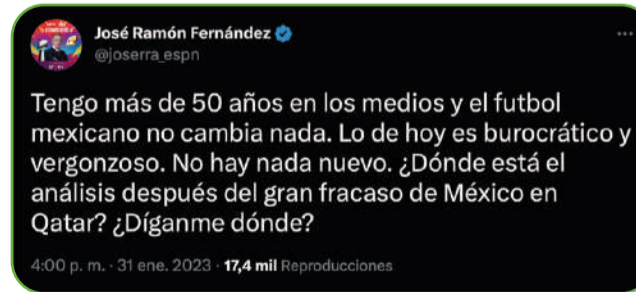 José Ramón Fernández
@joserra_espn
Tengo más de 50 años en los medios y el futbol
mexicano no cambia nada. Lo de hoy es burocrático y
vergonzoso. No hay nada nuevo. ¿Dónde está el
análisis después del gran fracaso de México en
Qatar? ¿Díganme dónde?
4:00 p. m. · 31 ene. 2023 · 17,4 mil Reproducciones